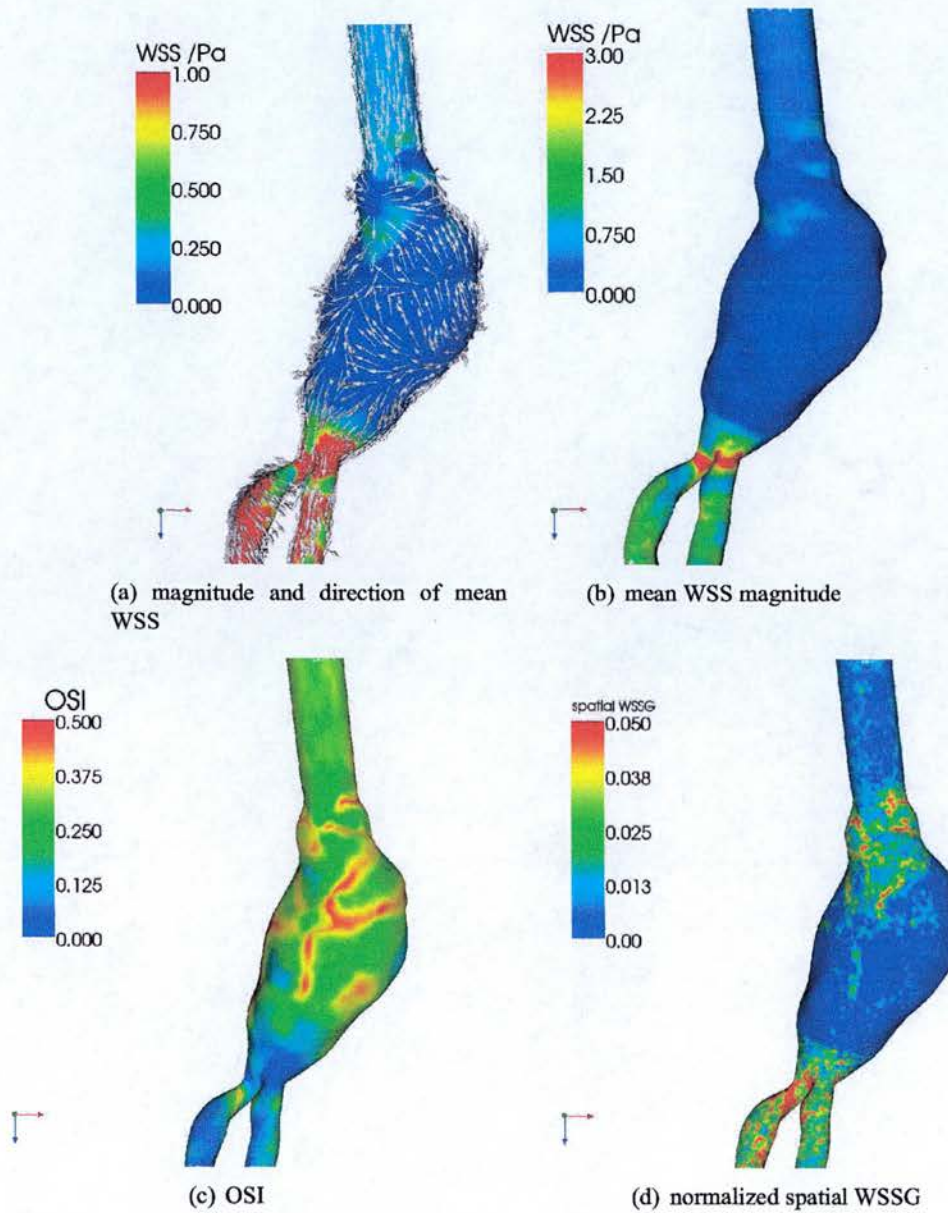 WSS /Pa
1.00
0.750
0.500
0.250
0.000
WSS /Pa
3.00
2.25
1.50
0.750
0.000
(a) magnitude and direction of mean
WSS
(b) mean WSS magnitude
OSI
0.500
0.375
0.250
0.125
0.000
spatial WSSG
0.050
0.038
0.025
0.013
0.00
(c) OSI
(d) normalized spatial WSSG